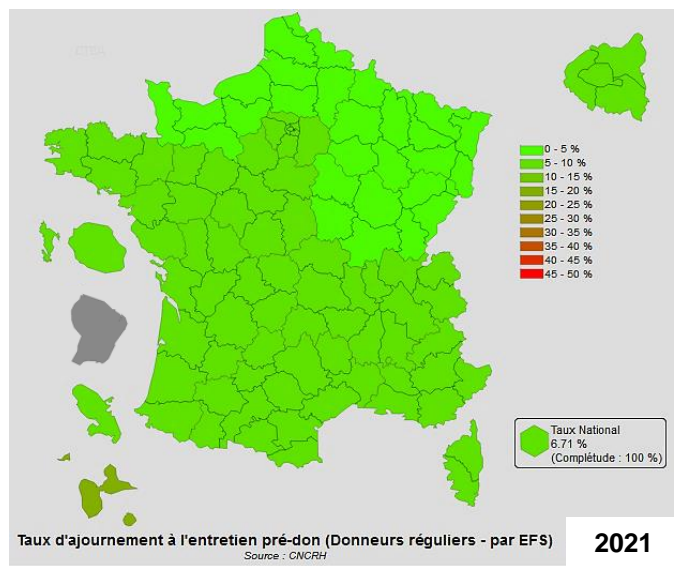 0 - 5 %
5 - 10 %
10 - 15 %
15 - 20 %
20 - 25 %
25 - 30 %
30 - 35 %
35 - 40 %
40 - 45 %
45 - 50 %
Taux National
6.71 %
(Complétude : 100 %)
Taux d'ajournement à l'entretien pré-don (Donneurs réguliers - par EFS)
Source : CNCRH
2021